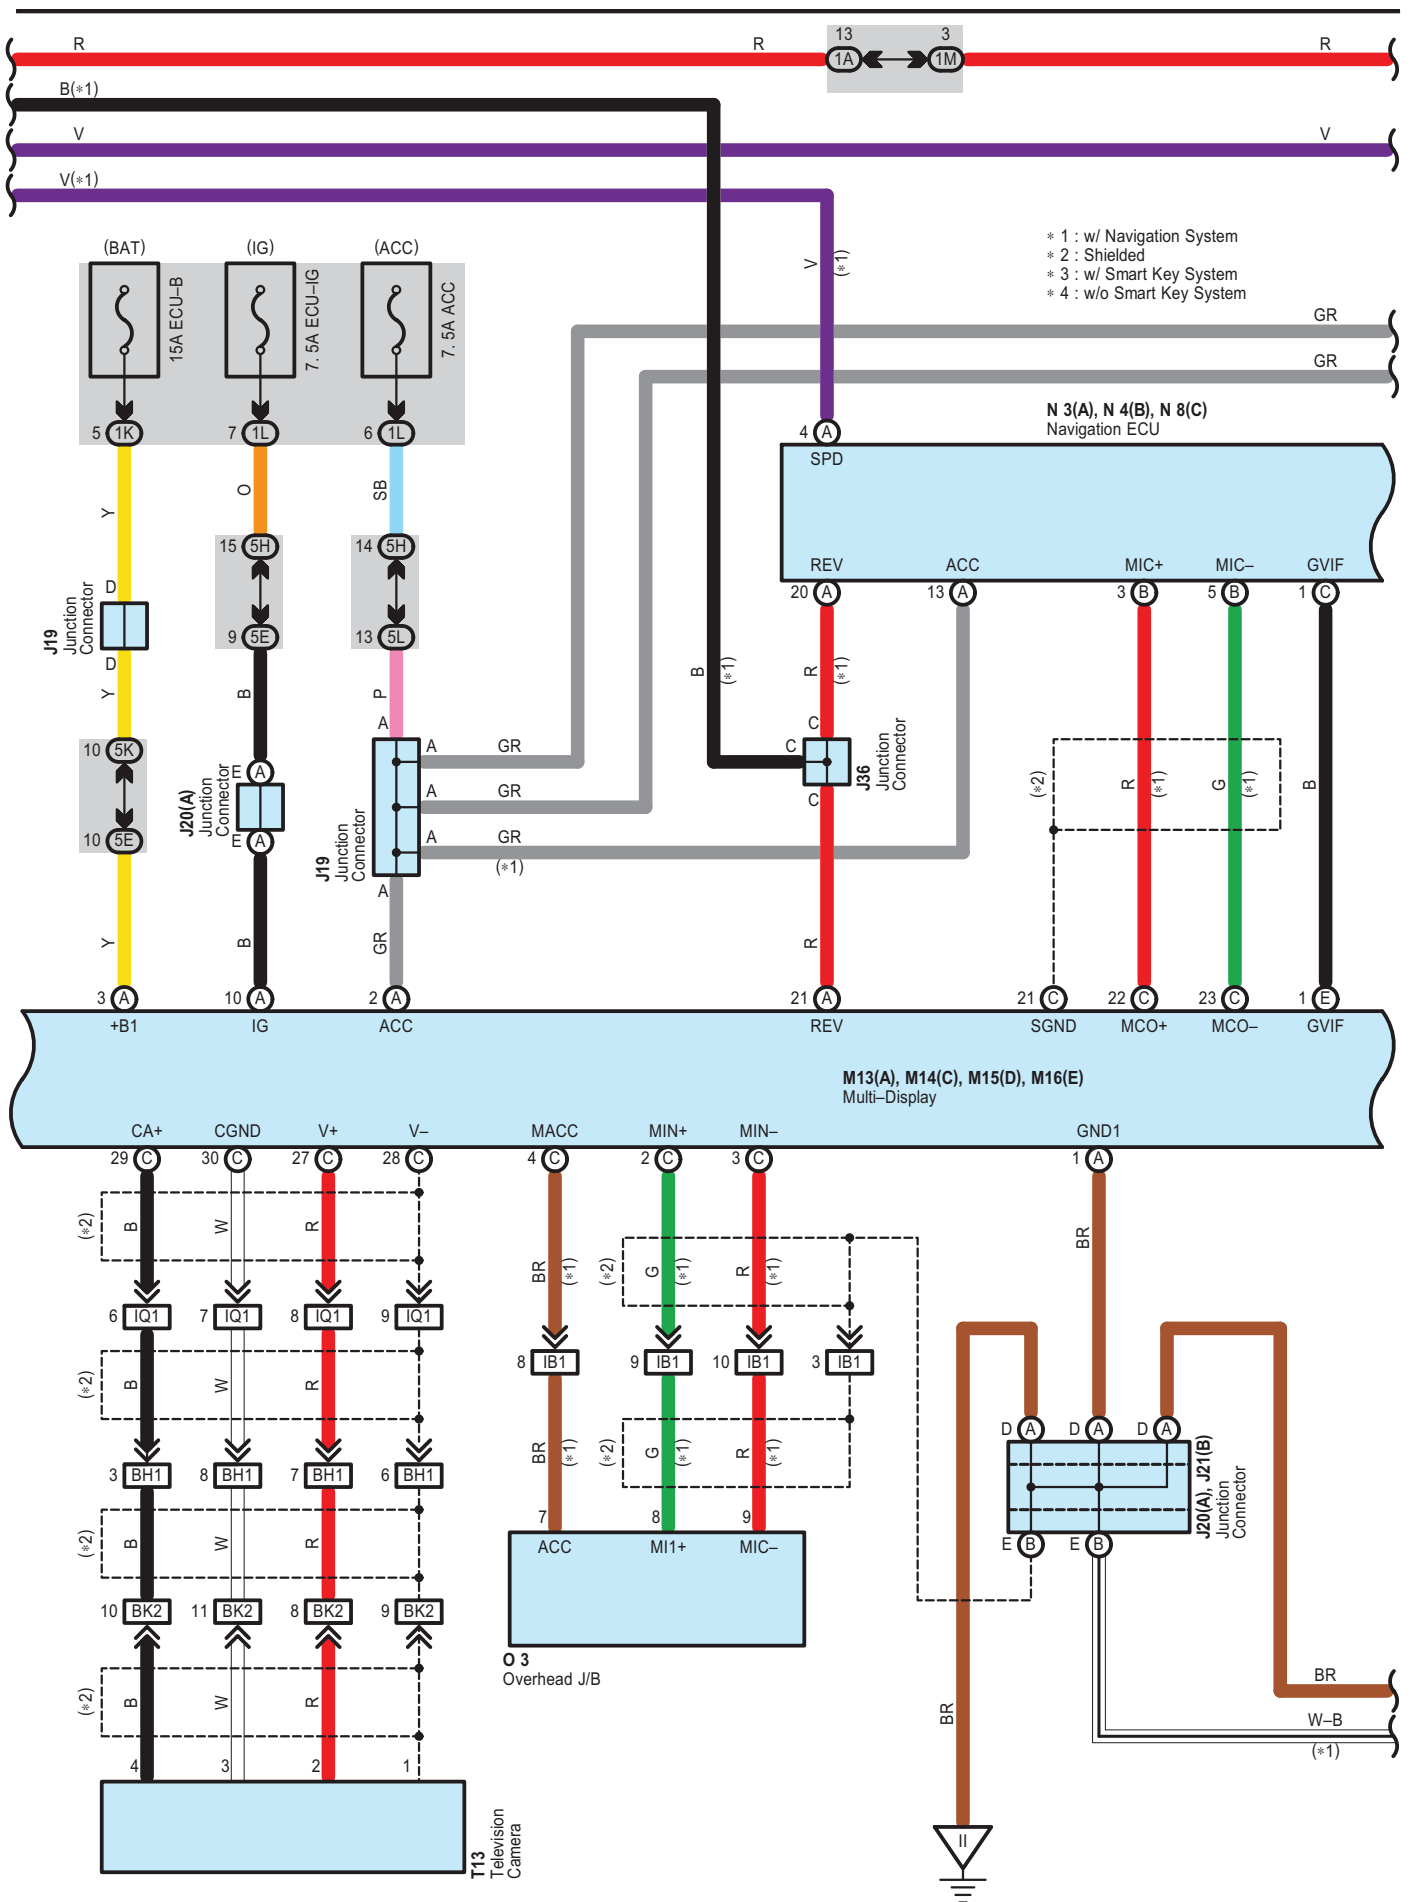 R R 13 3 R
1A 1M
B(∗1)
V V
V(∗1)
∗ 1 : w/ Navigation System
∗ 2 : Shielded
∗ 3 : w/ Smart Key System
∗ 4 : w/o Smart Key System
V (∗1)
(BAT) (IG) (ACC)
15A ECU–B 7. 5A ECU–IG 7. 5A ACC
GR
GR
5 1K 7 1L 6 1L
N 3(A), N 4(B), N 8(C)
Navigation ECU
4 A
SPD
Y O SB
15 5H 14 5H
REV ACC MIC+ MIC– GVIF
20 A 13 A 3 B 5 B 1 C
D
J19
Junction
Connector
D
9 5E 13 5L
Y B P B (∗1) R (∗1)
A C
10 5K
A GR C
J36
Junction
Connector
E A
J20(A)
Junction
Connector
E A
A GR C
(∗2) R (∗1) G (∗1) B
10 5E
J19
Junction
Connector
A GR
(∗1)
A
Y B GR R
3 A 10 A 2 A 21 A 21 C 22 C 23 C 1 E
+B1 IG ACC REV SGND MCO+ MCO– GVIF
M13(A), M14(C), M15(D), M16(E)
Multi–Display
CA+ CGND V+ V– MACC MIN+ MIN– GND1
29 C 30 C 27 C 28 C 4 C 2 C 3 C 1 A
(∗2) B W R BR
BR (∗1) (∗2) G (∗1) R (∗1)
6 IQ1 7 IQ1 8 IQ1 9 IQ1
8 IB1 9 IB1 10 IB1 3 IB1
(∗2) B W R
D A D A D A
BR (∗1) (∗2) G (∗1) R (∗1)
3 BH1 8 BH1 7 BH1 6 BH1
J20(A), J21(B)
Junction
Connector
7 8 9
(∗2) B W R
ACC MI1+ MIC–
E B E B
10 BK2 11 BK2 8 BK2 9 BK2
O 3
Overhead J/B
(∗2) B W R
BR BR
W–B
(∗1)
4 3 2 1
T13
Television
Camera
II